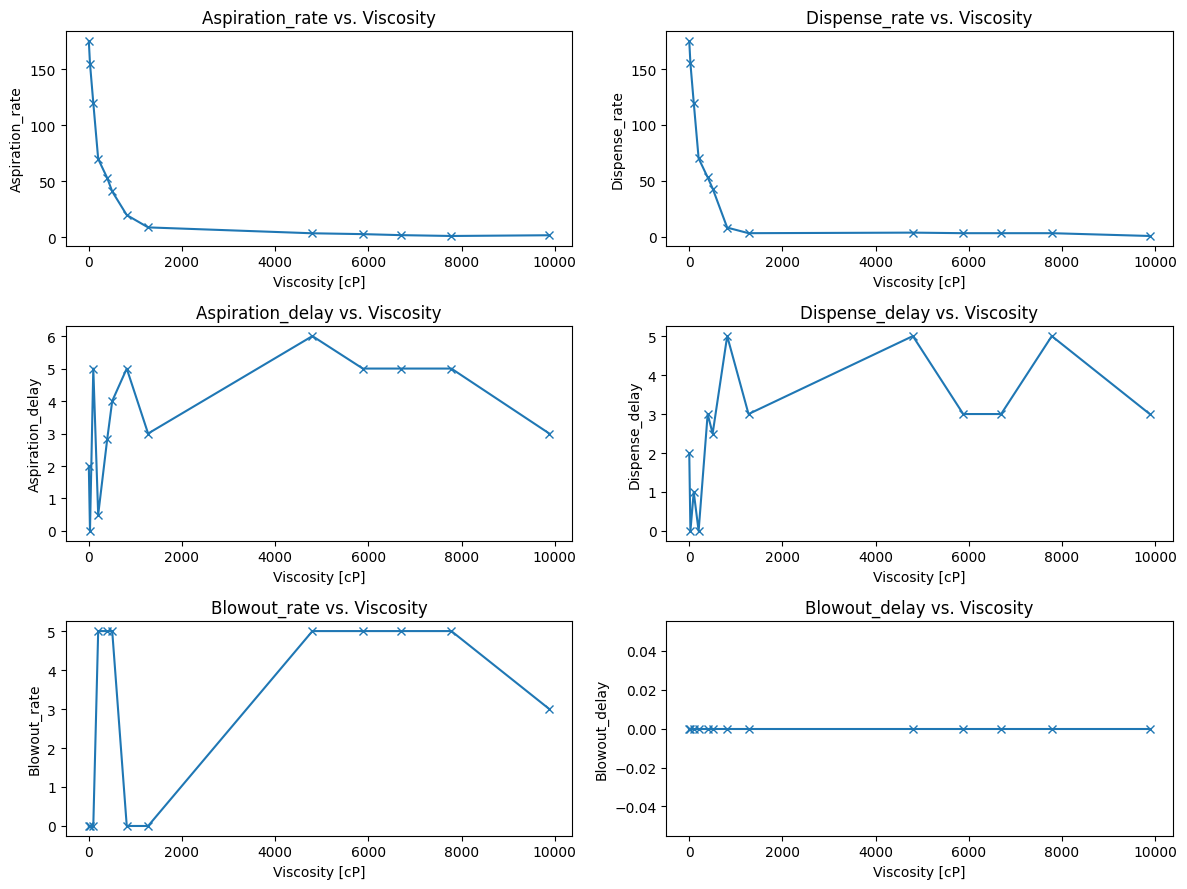 Aspiration_rate vs. Viscosity
150
100
50
0
Aspiration_rate
0 2000 4000 6000 8000 10000
Viscosity [cP]
Dispense_rate vs. Viscosity
150
100
50
0
Dispense_rate
0 2000 4000 6000 8000 10000
Viscosity [cP]
Aspiration_delay vs. Viscosity
6
5
4
3
2
1
0
Aspiration_delay
0 2000 4000 6000 8000 10000
Viscosity [cP]
Dispense_delay vs. Viscosity
5
4
3
2
1
0
Dispense_delay
0 2000 4000 6000 8000 10000
Viscosity [cP]
Blowout_rate vs. Viscosity
5
4
3
2
1
0
Blowout_rate
0 2000 4000 6000 8000 10000
Viscosity [cP]
Blowout_delay vs. Viscosity
0.04
0.02
0.00
−0.02
−0.04
Blowout_delay
0 2000 4000 6000 8000 10000
Viscosity [cP]